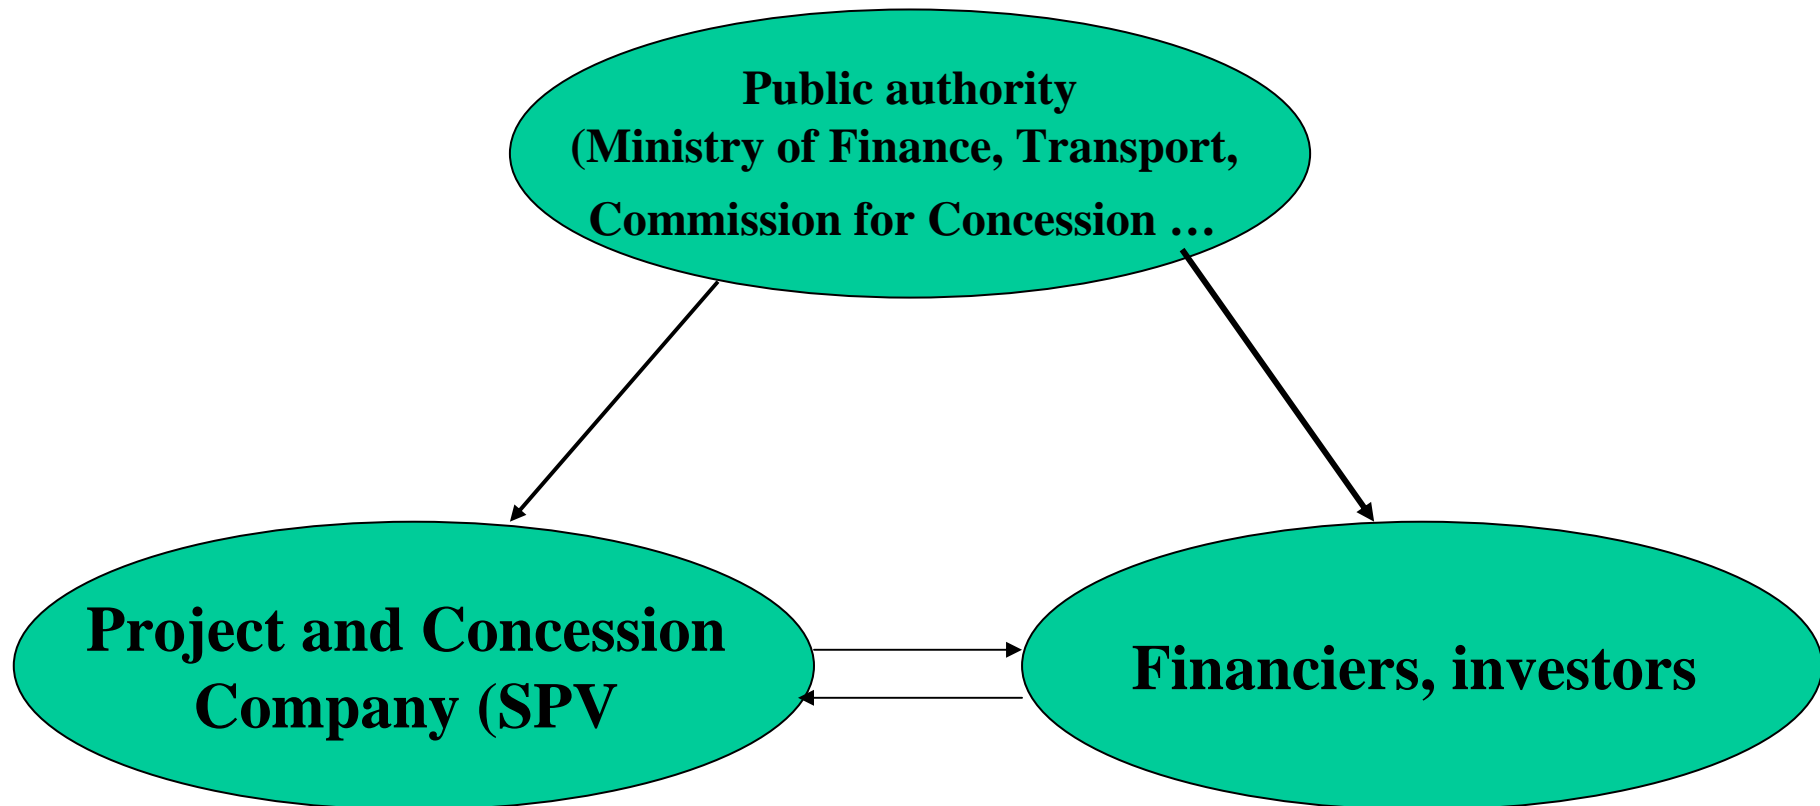 Public authority
(Ministry of Finance, Transport,
Commission for Concession …
Project and Concession
Company (SPV
Financiers, investors